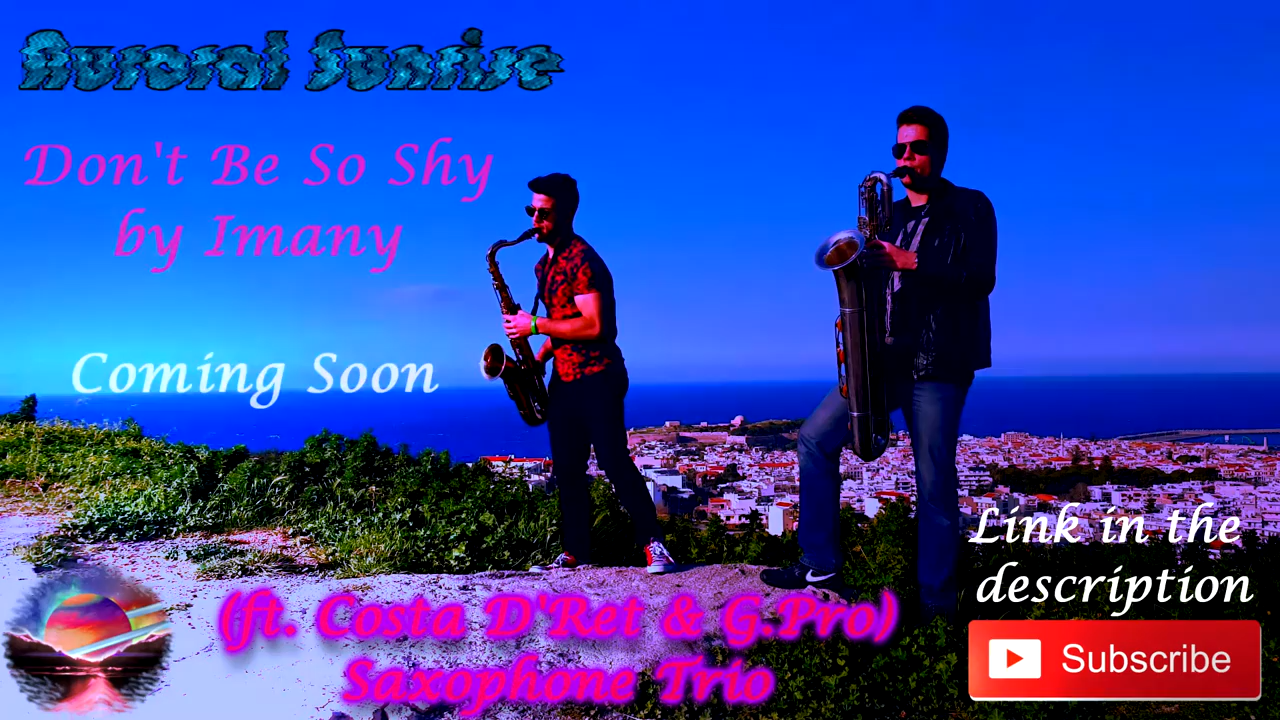 Auroral Sunrise
Don't Be So Shy
by Imany
Coming Soon
Link in the
description
(ft. Costa D'Ret & G.Pro)
Saxophone Trio
Subscribe